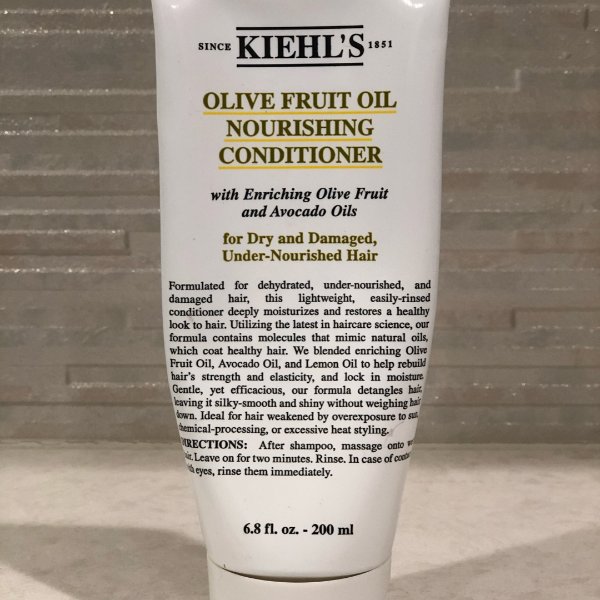 SINCE KIEHL'S 1851
OLIVE FRUIT OIL
NOURISHING
CONDITIONER
with Enriching Olive Fruit
and Avocado Oils
for Dry and Damaged,
Under-Nourished Hair
Formulated for dehydrated, under-nourished, and
damaged hair, this lightweight, easily-rinsed
conditioner deeply moisturizes and restores a healthy
look to hair. Utilizing the latest in haircare science, our
formula contains molecules that mimic natural oils,
which coat healthy hair. We blended enriching Olive
Fruit Oil, Avocado Oil, and Lemon Oil to help rebuild
hair's strength and elasticity, and lock in moisture.
Gentle, yet efficacious, our formula detangles hair,
leaving it silky-smooth and shiny without weighing hair
down. Ideal for hair weakened by overexposure to sun,
chemical-processing, or excessive heat styling.
DIRECTIONS: After shampoo, massage onto
hair. Leave on for two minutes. Rinse. In case of contact
with eyes, rinse them immediately.
6.8 fl. oz. - 200 ml